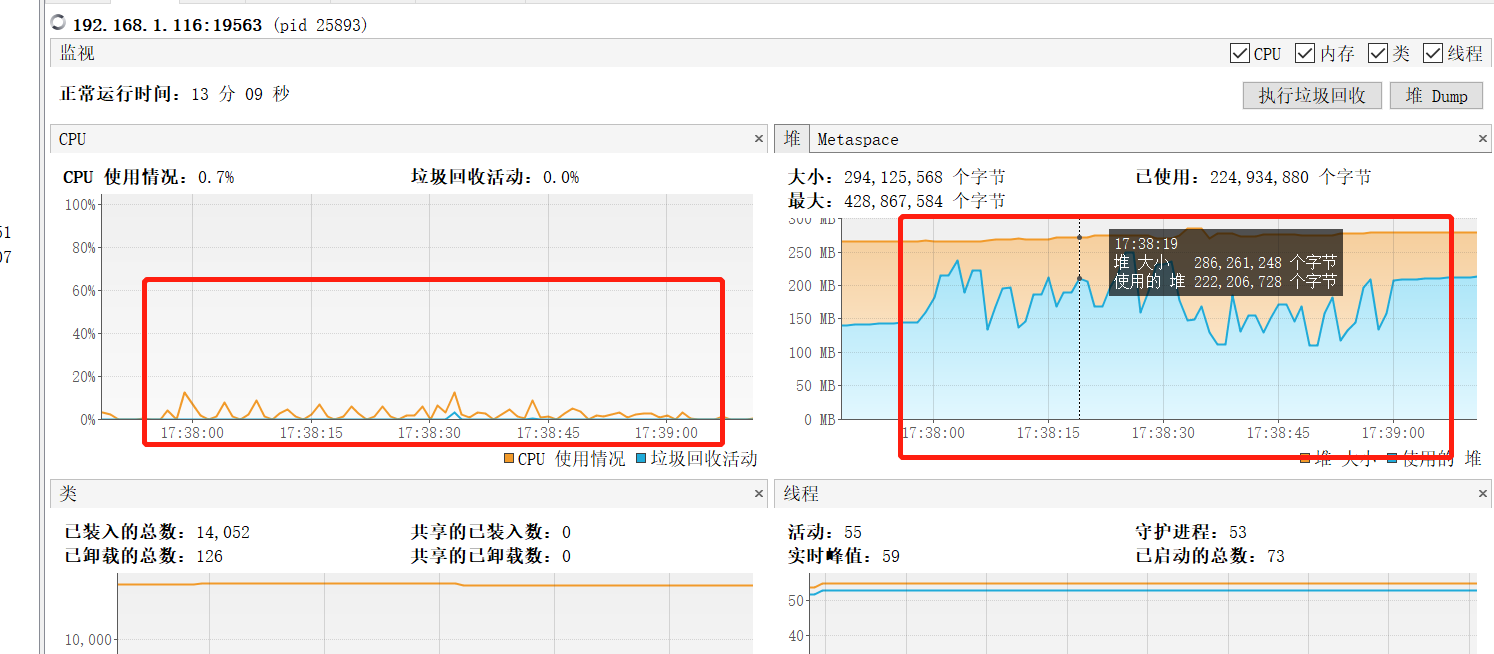 192.168.1.116:19563 (pid 25893)
监视
CPU 内存 类 线程
正常运行时间: 13 分 09 秒
执行垃圾回收 堆 Dump
CPU ×
CPU 使用情况: 0.7% 垃圾回收活动: 0.0%
100%
80%
60%
40%
20%
0%
17:38:00 17:38:15 17:38:30 17:38:45 17:39:00
CPU 使用情况 垃圾回收活动
堆 Metaspace ×
大小: 294,125,568 个字节 已使用: 224,934,880 个字节
最大: 428,867,584 个字节
300 MB
250 MB
200 MB
150 MB
100 MB
50 MB
0 MB
17:38:19
堆 大小 286,261,248 个字节
使用的 堆 222,206,728 个字节
17:38:00 17:38:15 17:38:30 17:38:45 17:39:00
堆 大小 使用的 堆
51
07
类 ×
已装入的总数: 14,052 共享的已装入数: 0
已卸载的总数: 126 共享的已卸载数: 0
10,000
线程 ×
活动: 55 守护进程: 53
实时峰值: 59 已启动的总数: 73
50
40